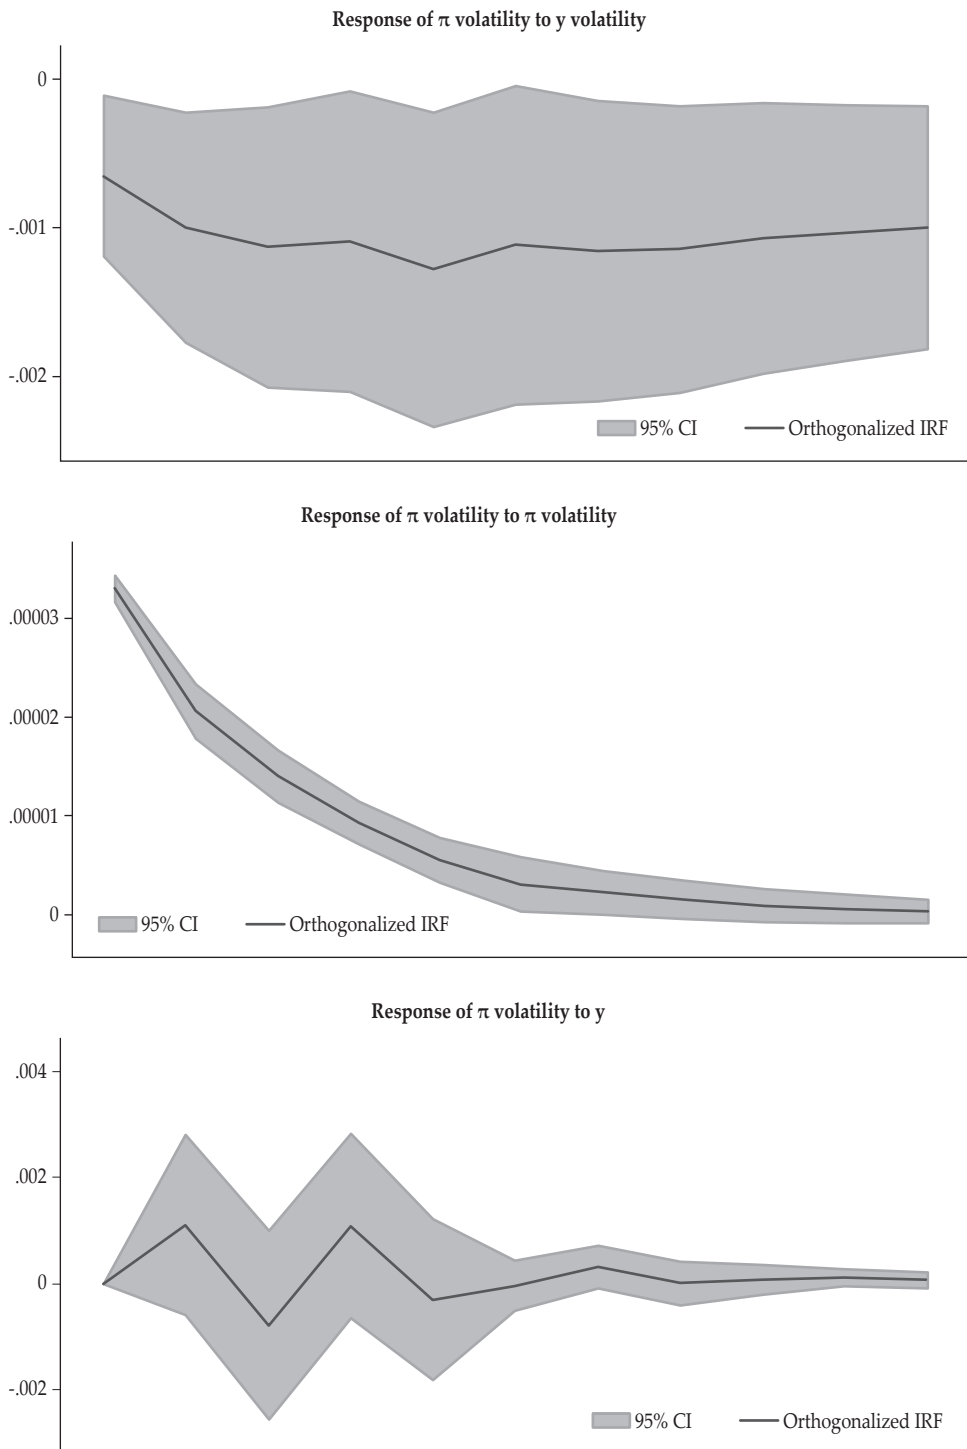 Response of π volatility to y volatility
0
-.001
-.002
95% CI
Orthogonalized IRF
Response of π volatility to π volatility
.00003
.00002
.00001
0
95% CI
Orthogonalized IRF
Response of π volatility to y
.004
.002
0
-.002
95% CI
Orthogonalized IRF